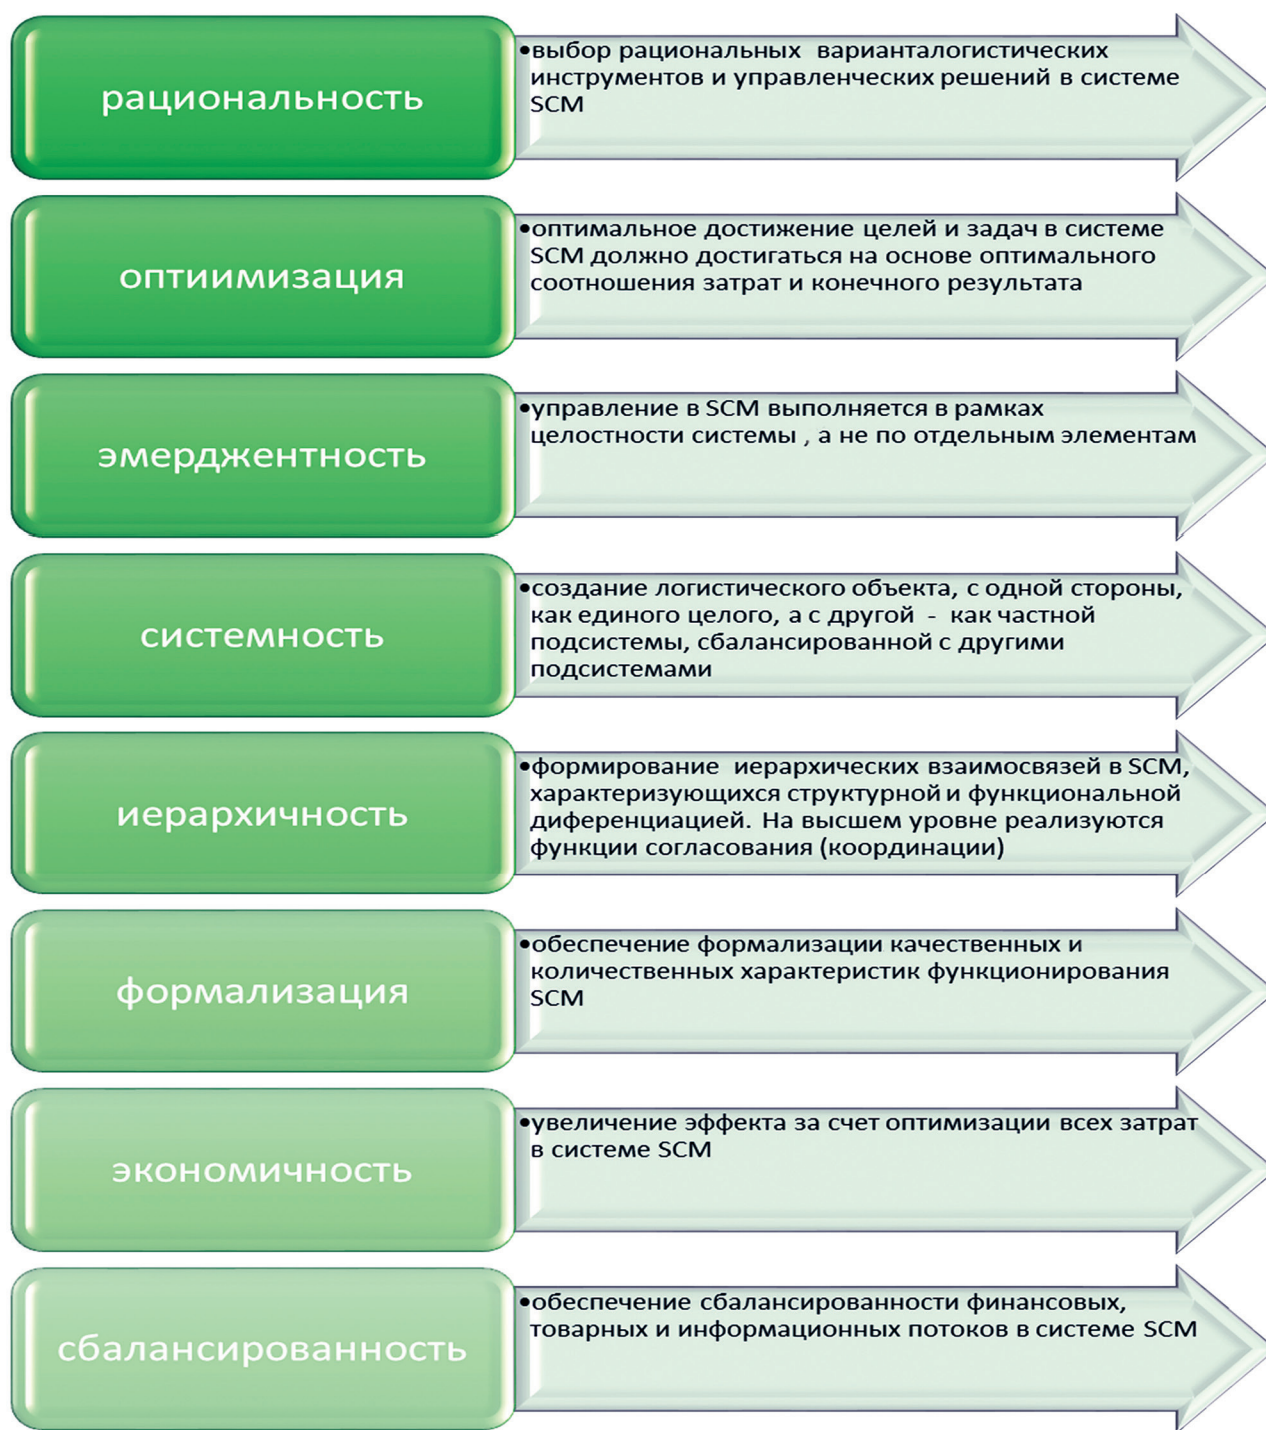 рациональность
•выбор рациональных варианталогистических
инструментов и управленческих решений в системе
SCM
оптиимизация
•оптимальное достижение целей и задач в системе
SCM должно достигаться на основе оптимального
соотношения затрат и конечного результата
эмерджентность
•управление в SCM выполняется в рамках
целостности системы , а не по отдельным элементам
системность
•создание логистического объекта, с одной стороны,
как единого целого, а с другой - как частной
подсистемы, сбалансированной с другими
подсистемами
иерархичность
•формирование иерархических взаимосвязей в SCM,
характеризующихся структурной и функциональной
диференциацией. На высшем уровне реализуются
функции согласования (координации)
формализация
•обеспечение формализации качественных и
количественных характеристик функционирования
SCM
экономичность
•увеличение эффекта за счет оптимизации всех затрат
в системе SCM
сбалансированность
•обеспечение сбалансированности финансовых,
товарных и информационных потоков в системе SCM